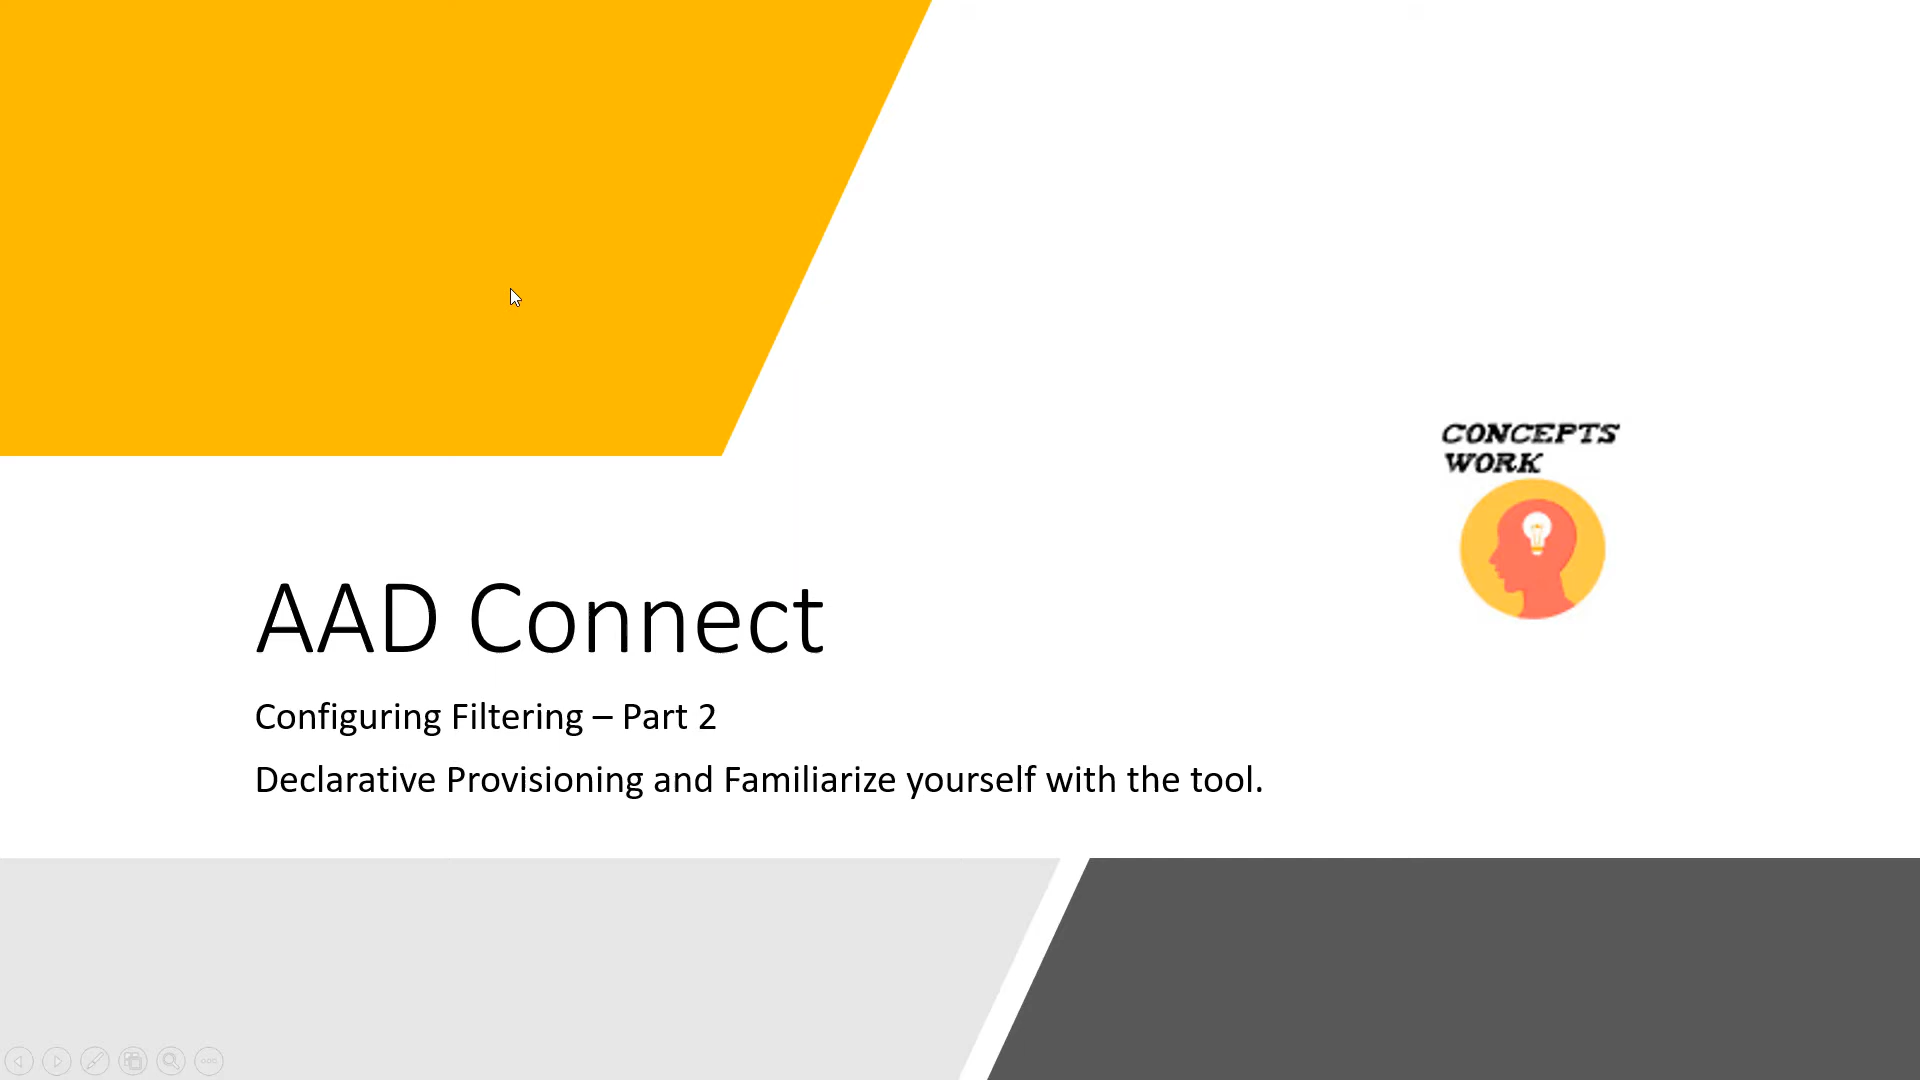 CONCEPTS
WORK
AAD Connect
Configuring Filtering – Part 2
Declarative Provisioning and Familiarize yourself with the tool.